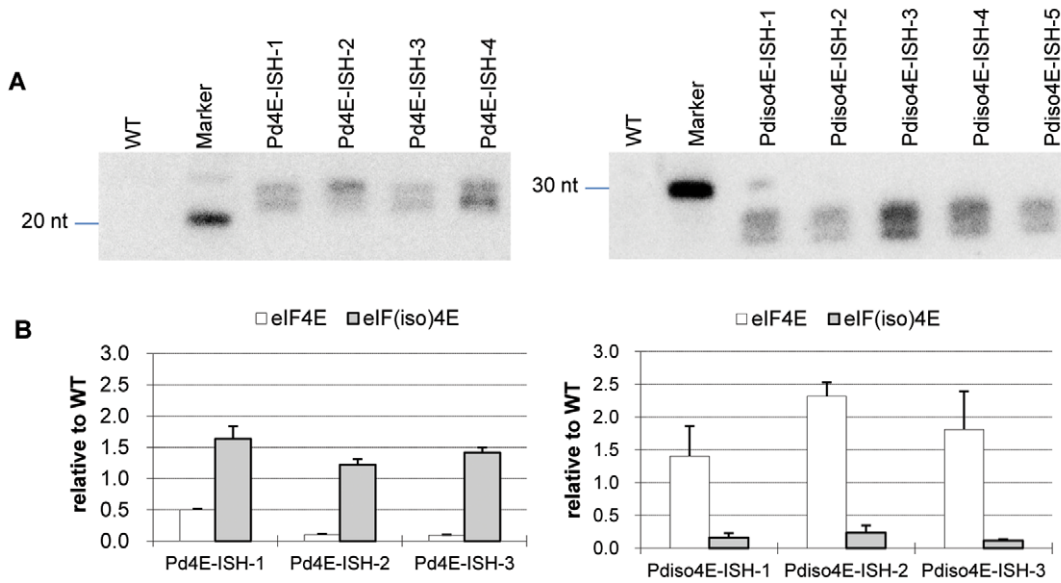 A
WT
Marker
Pd4E-ISH-1
Pd4E-ISH-2
Pd4E-ISH-3
Pd4E-ISH-4
20 nt
WT
Marker
Pdiso4E-ISH-1
Pdiso4E-ISH-2
Pdiso4E-ISH-3
Pdiso4E-ISH-4
Pdiso4E-ISH-5
30 nt
B
eIF4E eIF(iso)4E
relative to WT
3.0
2.5
2.0
1.5
1.0
0.5
0.0
Pd4E-ISH-1 Pd4E-ISH-2 Pd4E-ISH-3
eIF4E eIF(iso)4E
relative to WT
3.0
2.5
2.0
1.5
1.0
0.5
0.0
Pdiso4E-ISH-1 Pdiso4E-ISH-2 Pdiso4E-ISH-3